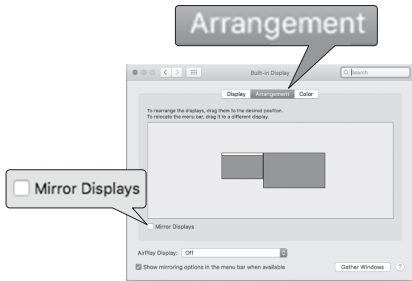 Arrangement
Built-in Display
Search
Display Arrangement Color
To rearrange the displays, drag them to the desired position.
To relocate the menu bar, drag it to a different display.
Mirror Displays
Mirror Displays
AirPlay Display: Off
Show mirroring options in the menu bar when available
Gather Windows ?